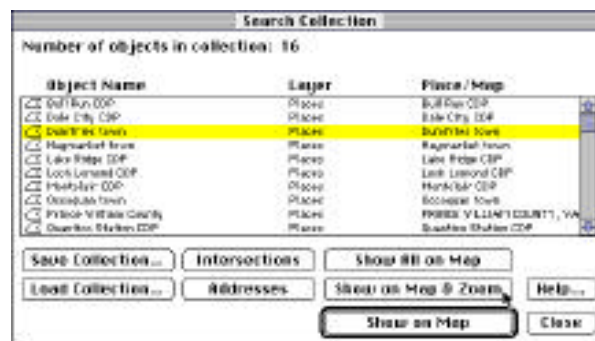 Search Collection
Number of objects in collection: 16
Object Name Layer Place/Map
Bull Run CDP Places Bull Run CDP
Dale City CDP Places Dale City CDP
Dumfries town Places Dumfries town
Haymarket town Places Haymarket town
Lake Ridge CDP Places Lake Ridge CDP
Loch Lomond CDP Places Loch Lomond CDP
Montclair CDP Places Montclair CDP
Occoquan town Places Occoquan town
Prince William County Places PRINCE WILLIAM COUNTY, VA
Quantico Station CDP Places Quantico Station CDP
Save Collection... Intersections Show All on Map
Load Collection... Addresses Show on Map & Zoom Help...
Show on Map Close